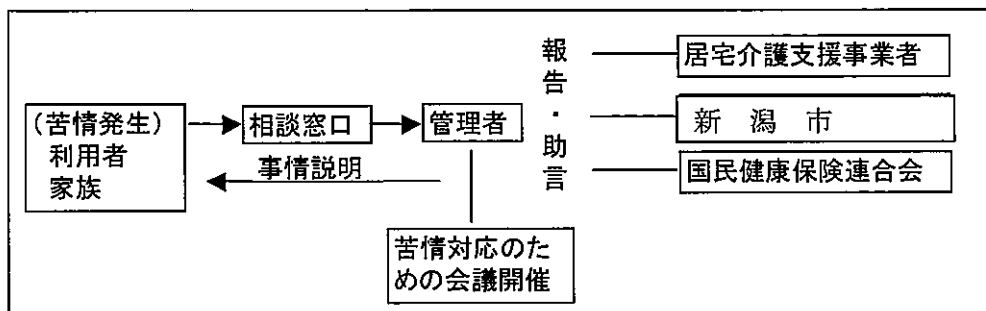 (苦情発生)
利用者
家族
相談窓口
管理者
事情説明
苦情対応のた
めの会議開催
報告・助言
居宅介護支援事業者
新潟市
国民健康保険連合会